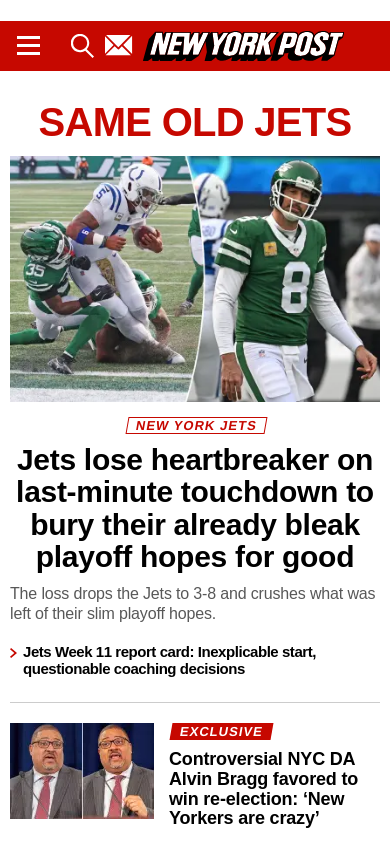 NEW YORK POST
SAME OLD JETS
35
5
8
NEW YORK JETS
Jets lose heartbreaker on
last-minute touchdown to
bury their already bleak
playoff hopes for good
The loss drops the Jets to 3-8 and crushes what was
left of their slim playoff hopes.
Jets Week 11 report card: Inexplicable start,
questionable coaching decisions
EXCLUSIVE
Controversial NYC DA
Alvin Bragg favored to
win re-election: ‘New
Yorkers are crazy’